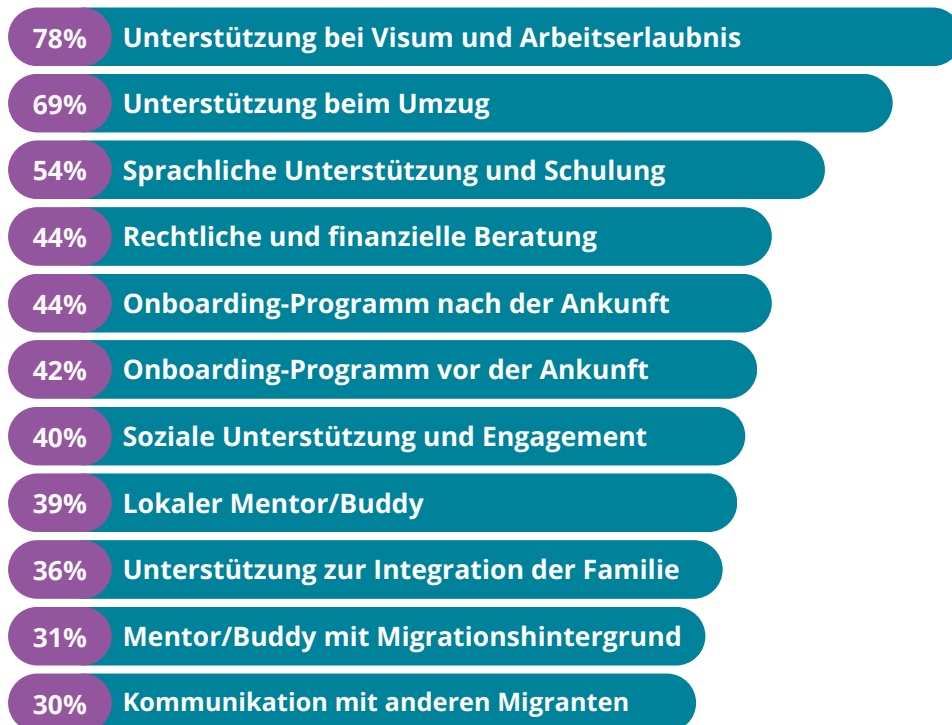 78% Unterstützung bei Visum und Arbeitserlaubnis
69% Unterstützung beim Umzug
54% Sprachliche Unterstützung und Schulung
44% Rechtliche und finanzielle Beratung
44% Onboarding-Programm nach der Ankunft
42% Onboarding-Programm vor der Ankunft
40% Soziale Unterstützung und Engagement
39% Lokaler Mentor/Buddy
36% Unterstützung zur Integration der Familie
31% Mentor/Buddy mit Migrationshintergrund
30% Kommunikation mit anderen Migranten